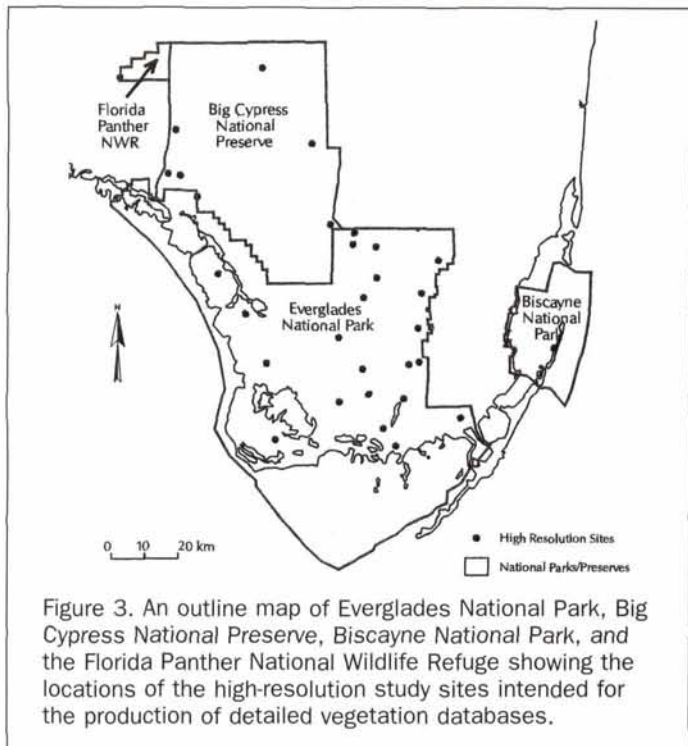 Florida
Panther
NWR
Big Cypress
National
Preserve
Everglades
National Park
Biscayne
National
Park
N
0 10 20 km
High Resolution Sites
National Parks/Preserves
Figure 3. An outline map of Everglades National Park, Big
Cypress National Preserve, Biscayne National Park, and
the Florida Panther National Wildlife Refuge showing the
locations of the high-resolution study sites intended for
the production of detailed vegetation databases.